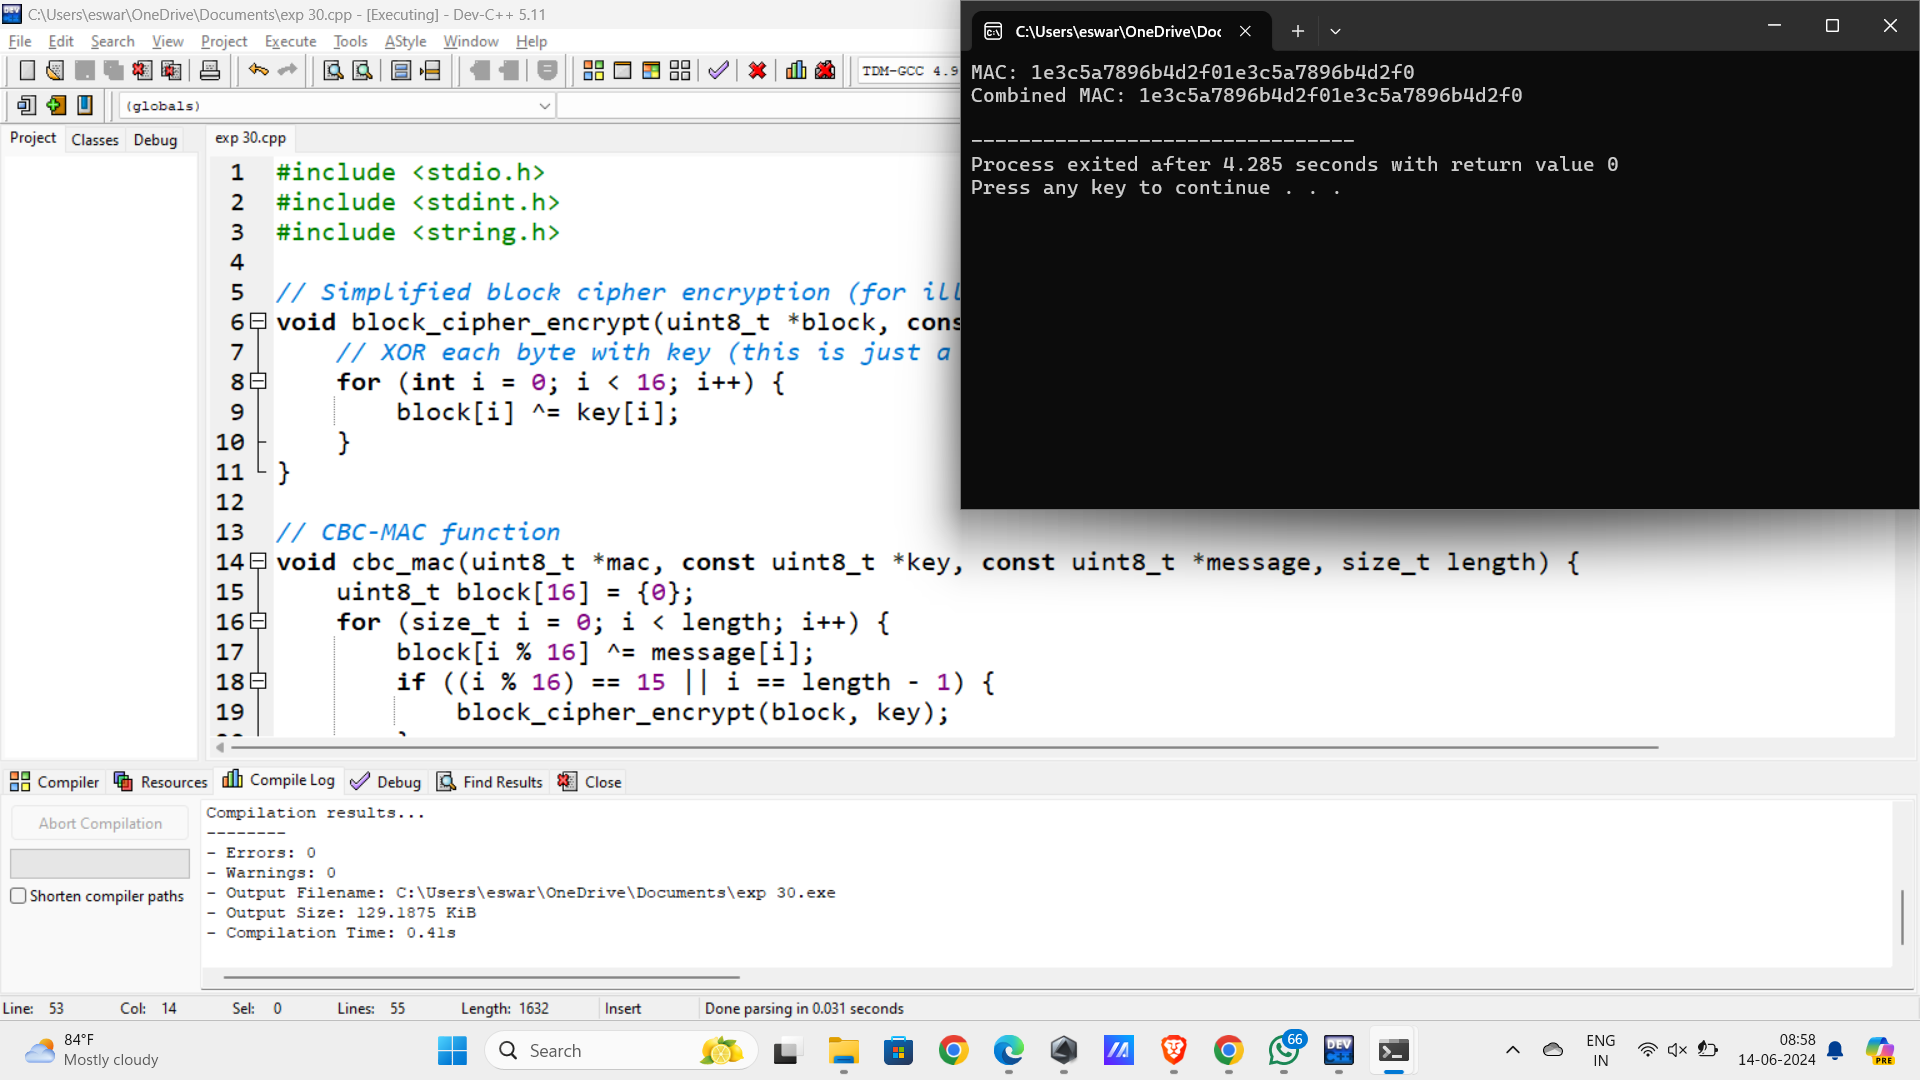 C:\Users\eswar\OneDrive\Documents\exp 30.cpp - [Executing] - Dev-C++ 5.11
File Edit Search View Project Execute Tools AStyle Window Help
TDM-GCC 4.9
(globals)
Project Classes Debug
exp 30.cpp
1 #include <stdio.h>
2 #include <stdint.h>
3 #include <string.h>
4
5 // Simplified block cipher encryption (for ill
6 void block_cipher_encrypt(uint8_t *block, cons
7 // XOR each byte with key (this is just a
8 for (int i = 0; i < 16; i++) {
9 block[i] ^= key[i];
10 }
11 }
12
13 // CBC-MAC function
14 void cbc_mac(uint8_t *mac, const uint8_t *key, const uint8_t *message, size_t length) {
15 uint8_t block[16] = {0};
16 for (size_t i = 0; i < length; i++) {
17 block[i % 16] ^= message[i];
18 if ((i % 16) == 15 || i == length - 1) {
19 block_cipher_encrypt(block, key);
C:\Users\eswar\OneDrive\Doc
MAC: 1e3c5a7896b4d2f01e3c5a7896b4d2f0
Combined MAC: 1e3c5a7896b4d2f01e3c5a7896b4d2f0
--------------------------------
Process exited after 4.285 seconds with return value 0
Press any key to continue . . .
Compiler Resources Compile Log Debug Find Results Close
Abort Compilation
Shorten compiler paths
Compilation results...
--------
- Errors: 0
- Warnings: 0
- Output Filename: C:\Users\eswar\OneDrive\Documents\exp 30.exe
- Output Size: 129.1875 KiB
- Compilation Time: 0.41s
Line: 53 Col: 14 Sel: 0 Lines: 55 Length: 1632 Insert Done parsing in 0.031 seconds
84°F
Mostly cloudy
Search
66
DEV
C++
ENG
IN
08:58
14-06-2024
PRE